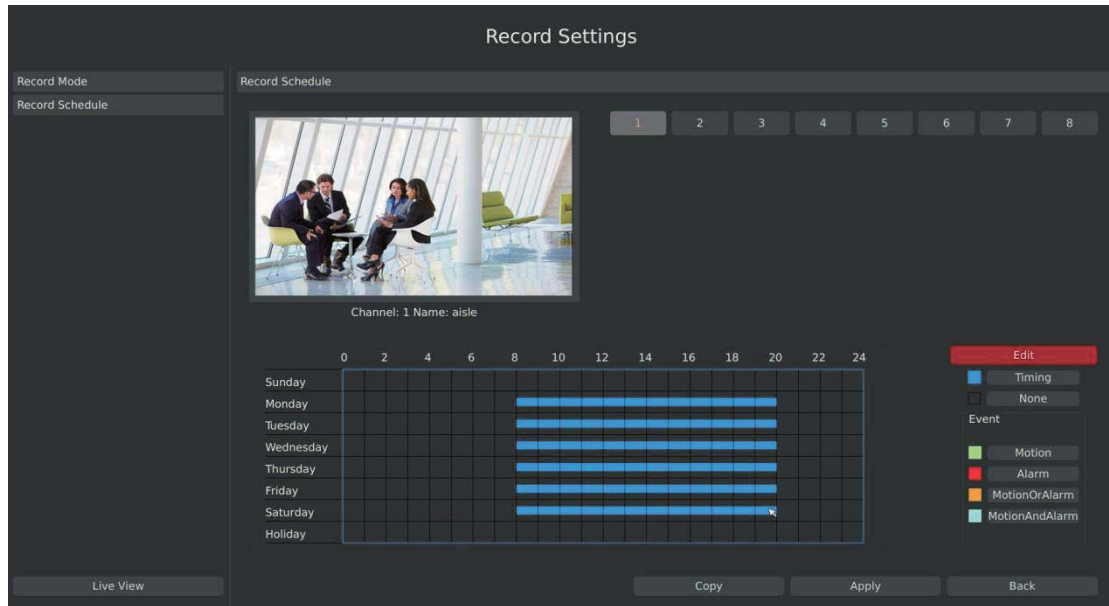 Record Settings
Record Mode
Record Schedule
Record Schedule
1 2 3 4 5 6 7 8
Channel: 1 Name: aisle
0 2 4 6 8 10 12 14 16 18 20 22 24
Sunday
Monday
Tuesday
Wednesday
Thursday
Friday
Saturday
Holiday
Edit
Timing
None
Event
Motion
Alarm
MotionOrAlarm
MotionAndAlarm
Live View
Copy
Apply
Back